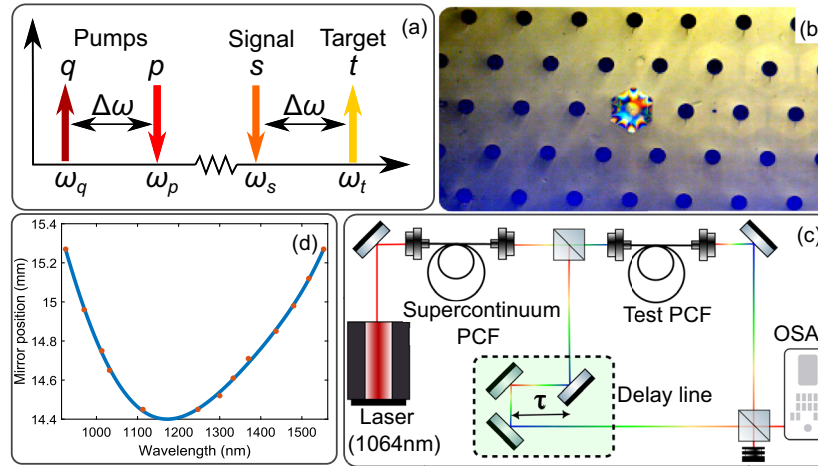 (a)
Pumps Signal Target
q p s t
Δω Δω
ω_q ω_p ω_s ω_t
(b)
(d)
15.4
15.2
15
14.8
14.6
14.4
Mirror position (mm)
1000 1100 1200 1300 1400 1500
Wavelength (nm)
(c)
Supercontinuum
PCF
Test PCF
OSA
Laser
(1064nm)
τ
Delay line